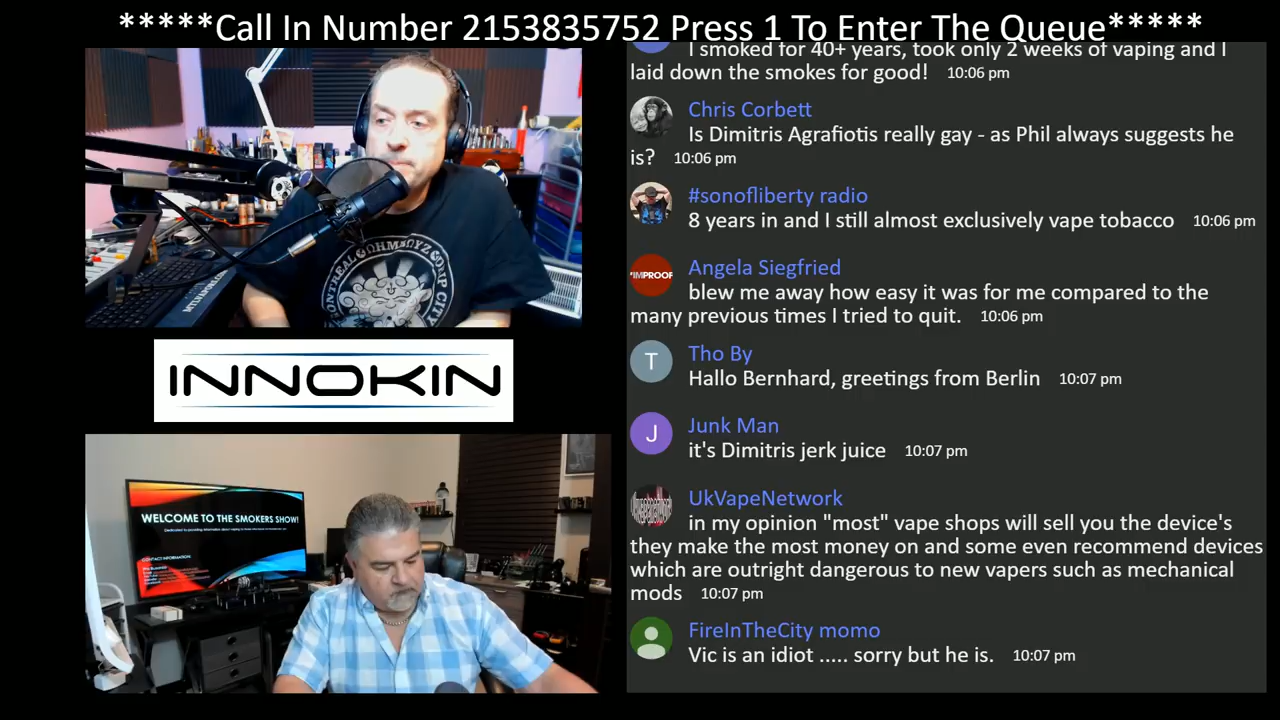 *****Call In Number 2153835752 Press 1 To Enter The Queue*****
I smoked for 40+ years, took only 2 weeks of vaping and I
laid down the smokes for good! 10:06 pm
Chris Corbett
Is Dimitris Agrafiotis really gay - as Phil always suggests he
is? 10:06 pm
#sonofliberty radio
8 years in and I still almost exclusively vape tobacco 10:06 pm
Angela Siegfried
blew me away how easy it was for me compared to the
many previous times I tried to quit. 10:06 pm
T
Tho By
Hallo Bernhard, greetings from Berlin 10:07 pm
J
Junk Man
it's Dimitris jerk juice 10:07 pm
UkVapeNetwork
in my opinion "most" vape shops will sell you the device's
they make the most money on and some even recommend devices
which are outright dangerous to new vapers such as mechanical
mods 10:07 pm
FireInTheCity momo
Vic is an idiot ..... sorry but he is. 10:07 pm
INNOKIN
WELCOME TO THE SMOKERS SHOW!
CONTACT INFORMATION